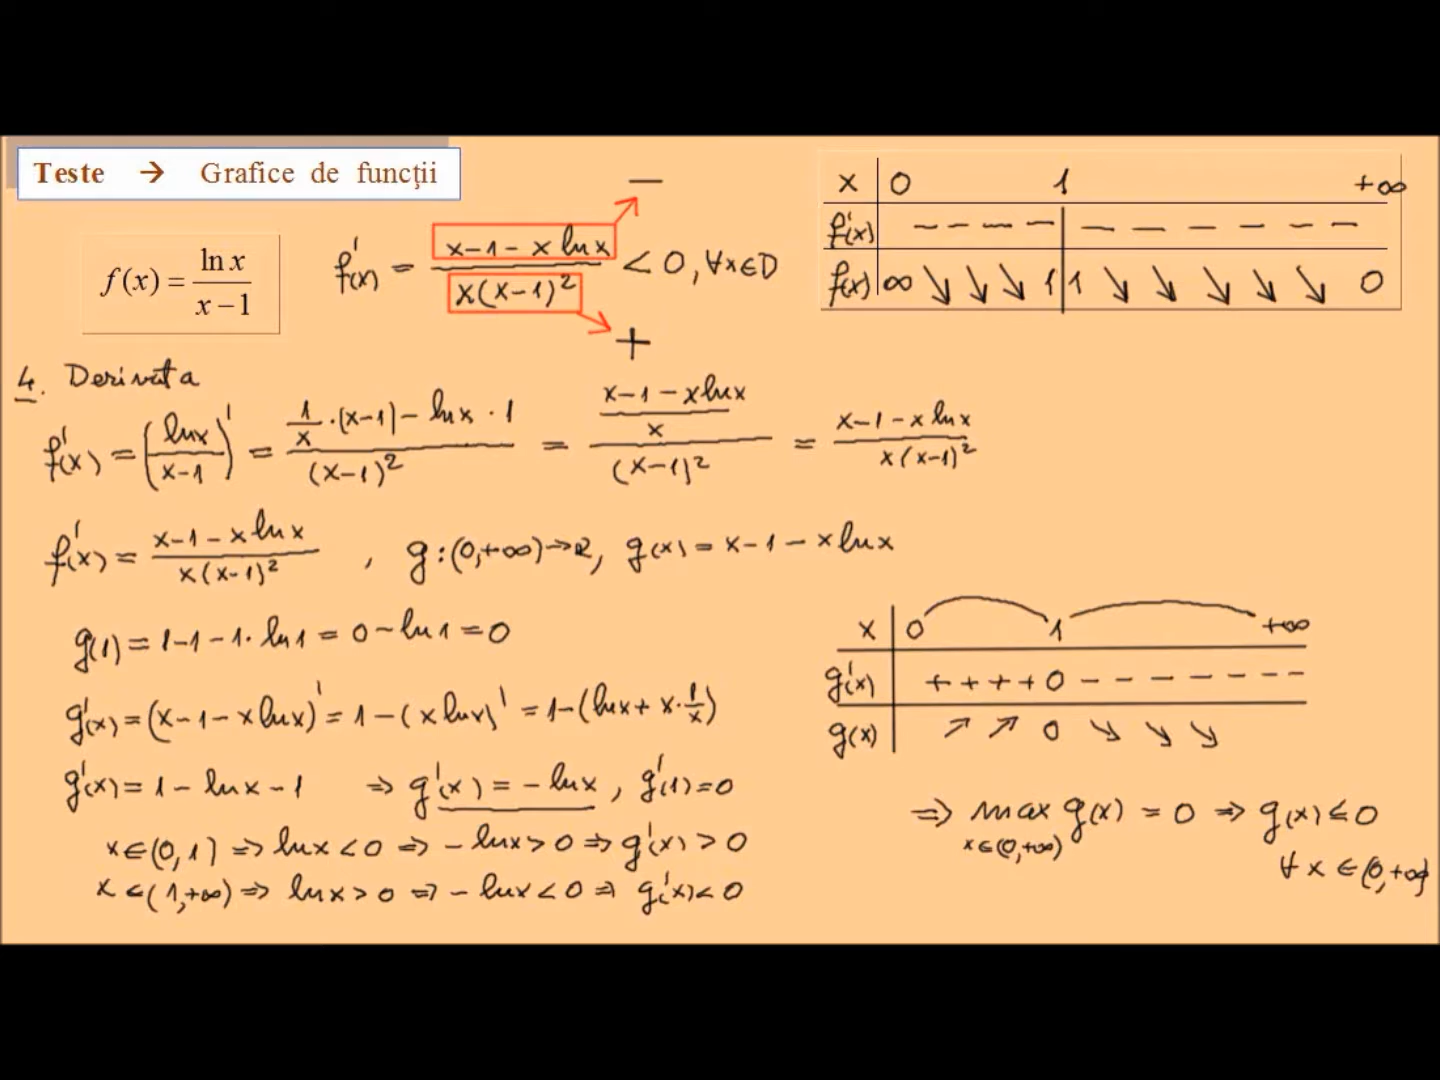 Teste → Grafice de funcții
f(x) = ln x / (x − 1)
f'(x) = (x−1−x ln x) / (x(x−1)²) < 0, ∀x∈D
−
+
x | 0 1 +∞
f'(x) | − − − − | − − − − − − −
f(x) | ∞ ↘ ↘ ↘ 1 | 1 ↘ ↘ ↘ ↘ ↘ 0
4. Derivata
f'(x) = (ln x / (x−1))' = (1/x · (x−1) − ln x · 1) / (x−1)² = ((x−1−x ln x) / x) / (x−1)² = (x−1−x ln x) / (x(x−1)²)
f'(x) = (x−1−x ln x) / (x(x−1)²) , g:(0,+∞)→R, g(x) = x−1−x ln x
g(1) = 1−1−1·ln 1 = 0−ln 1 = 0
g'(x) = (x−1−x ln x)' = 1−(x ln x)' = 1−(ln x + x·1/x)
g'(x) = 1−ln x−1 ⇒ g'(x) = −ln x, g'(1)=0
x∈(0,1) ⇒ ln x<0 ⇒ −ln x>0 ⇒ g'(x)>0
x∈(1,+∞) ⇒ ln x>0 ⇒ −ln x<0 ⇒ g'(x)<0
x | 0 1 +∞
g'(x) | + + + + 0 − − − − − − − −
g(x) | ↗ ↗ 0 ↘ ↘ ↘
⇒ max g(x) = 0 ⇒ g(x) ≤ 0
x∈(0,+∞)
∀ x ∈(0,+∞)